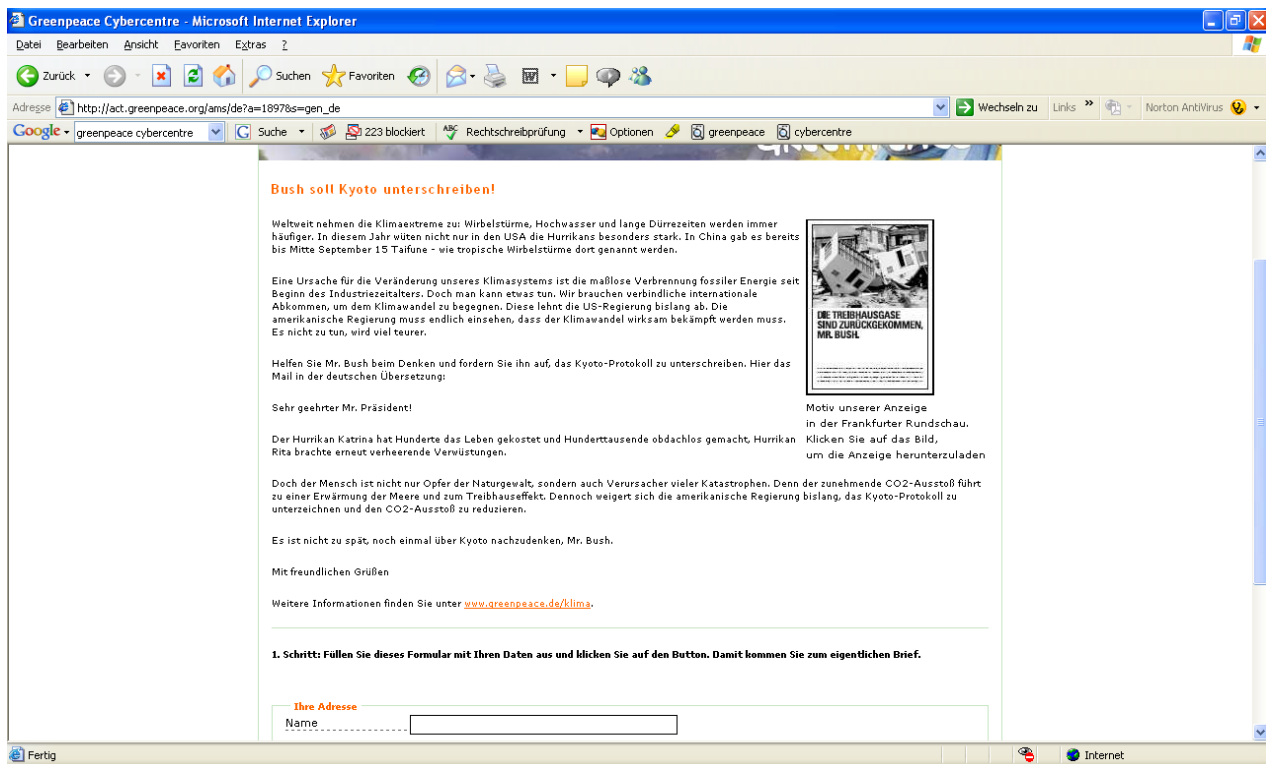 Greenpeace Cybercentre - Microsoft Internet Explorer
Datei Bearbeiten Ansicht Favoriten Extras ?
Zurück Suchen Favoriten
Adresse http://act.greenpeace.org/ams/de?a=18978&s=gen_de Wechseln zu Links » Norton AntiVirus
Google greenpeace cybercentre Suche 223 blockiert Rechtschreibprüfung Optionen greenpeace cybercentre
Bush soll Kyoto unterschreiben!
Weltweit nehmen die Klimaextreme zu: Wirbelstürme, Hochwasser und lange Dürrezeiten werden immer
häufiger. In diesem Jahr wüten nicht nur in den USA die Hurrikans besonders stark. In China gab es bereits
bis Mitte September 15 Taifune - wie tropische Wirbelstürme dort genannt werden.
Eine Ursache für die Veränderung unseres Klimasystems ist die maßlose Verbrennung fossiler Energie seit
Beginn des Industriezeitalters. Doch man kann etwas tun. Wir brauchen verbindliche internationale
Abkommen, um dem Klimawandel zu begegnen. Diese lehnt die US-Regierung bislang ab. Die
amerikanische Regierung muss endlich einsehen, dass der Klimawandel wirksam bekämpft werden muss.
Es nicht zu tun, wird viel teurer.
Helfen Sie Mr. Bush beim Denken und fordern Sie ihn auf, das Kyoto-Protokoll zu unterschreiben. Hier das
Mail in der deutschen Übersetzung:
Sehr geehrter Mr. Präsident!
Der Hurrikan Katrina hat Hunderte das Leben gekostet und Hunderttausende obdachlos gemacht, Hurrikan
Rita brachte erneut verheerende Verwüstungen.
DIE TREIBHAUSGASE
SIND ZURÜCKGEKOMMEN,
MR. BUSH.
Motiv unserer Anzeige
in der Frankfurter Rundschau.
Klicken Sie auf das Bild,
um die Anzeige herunterzuladen
Doch der Mensch ist nicht nur Opfer der Naturgewalt, sondern auch Verursacher vieler Katastrophen. Denn der zunehmende CO2-Ausstoß führt
zu einer Erwärmung der Meere und zum Treibhauseffekt. Dennoch weigert sich die amerikanische Regierung bislang, das Kyoto-Protokoll zu
unterzeichnen und den CO2-Ausstoß zu reduzieren.
Es ist nicht zu spät, noch einmal über Kyoto nachzudenken, Mr. Bush.
Mit freundlichen Grüßen
Weitere Informationen finden Sie unter www.greenpeace.de/klima.
1. Schritt: Füllen Sie dieses Formular mit Ihren Daten aus und klicken Sie auf den Button. Damit kommen Sie zum eigentlichen Brief.
Ihre Adresse
Name
Fertig Internet